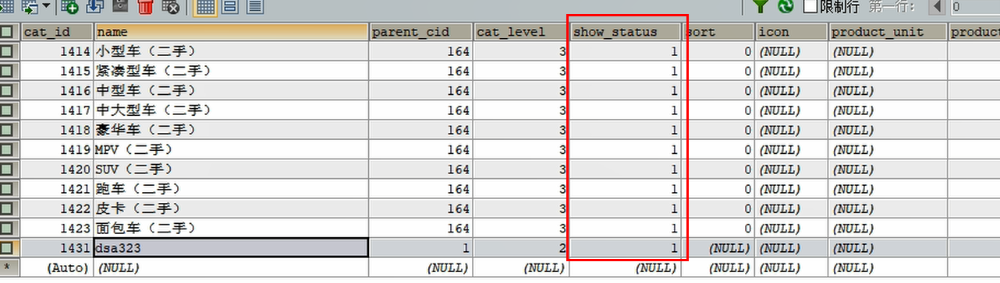 限制行 第一行: 0
cat_id name parent_cid cat_level show_status sort icon product_unit product
1414 小型车（二手） 164 3 1 0 (NULL) (NULL)
1415 紧凑型车（二手） 164 3 1 0 (NULL) (NULL)
1416 中型车（二手） 164 3 1 0 (NULL) (NULL)
1417 中大型车（二手） 164 3 1 0 (NULL) (NULL)
1418 豪华车（二手） 164 3 1 0 (NULL) (NULL)
1419 MPV（二手） 164 3 1 0 (NULL) (NULL)
1420 SUV（二手） 164 3 1 0 (NULL) (NULL)
1421 跑车（二手） 164 3 1 0 (NULL) (NULL)
1422 皮卡（二手） 164 3 1 0 (NULL) (NULL)
1423 面包车（二手） 164 3 1 0 (NULL) (NULL)
1431 dsa323 1 2 1 (NULL) (NULL) (NULL)
* (Auto) (NULL) (NULL) (NULL) (NULL) (NULL) (NULL) (NULL)